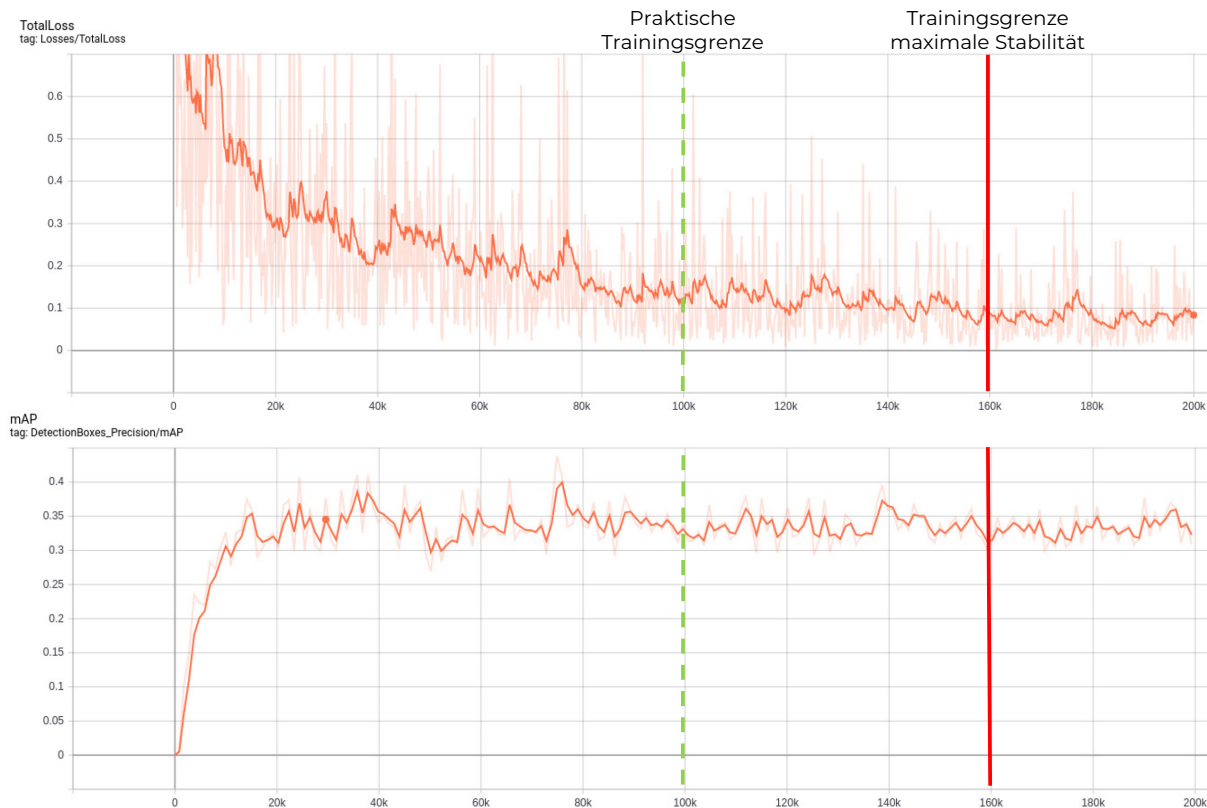 Praktische
Trainingsgrenze
Trainingsgrenze
maximale Stabilität
TotalLoss
tag: Losses/TotalLoss
0.6
0.5
0.4
0.3
0.2
0.1
0
0 20k 40k 60k 80k 100k 120k 140k 160k 180k 200k
mAP
tag: DetectionBoxes_Precision/mAP
0.4
0.35
0.3
0.25
0.2
0.15
0.1
0.05
0
0 20k 40k 60k 80k 100k 120k 140k 160k 180k 200k